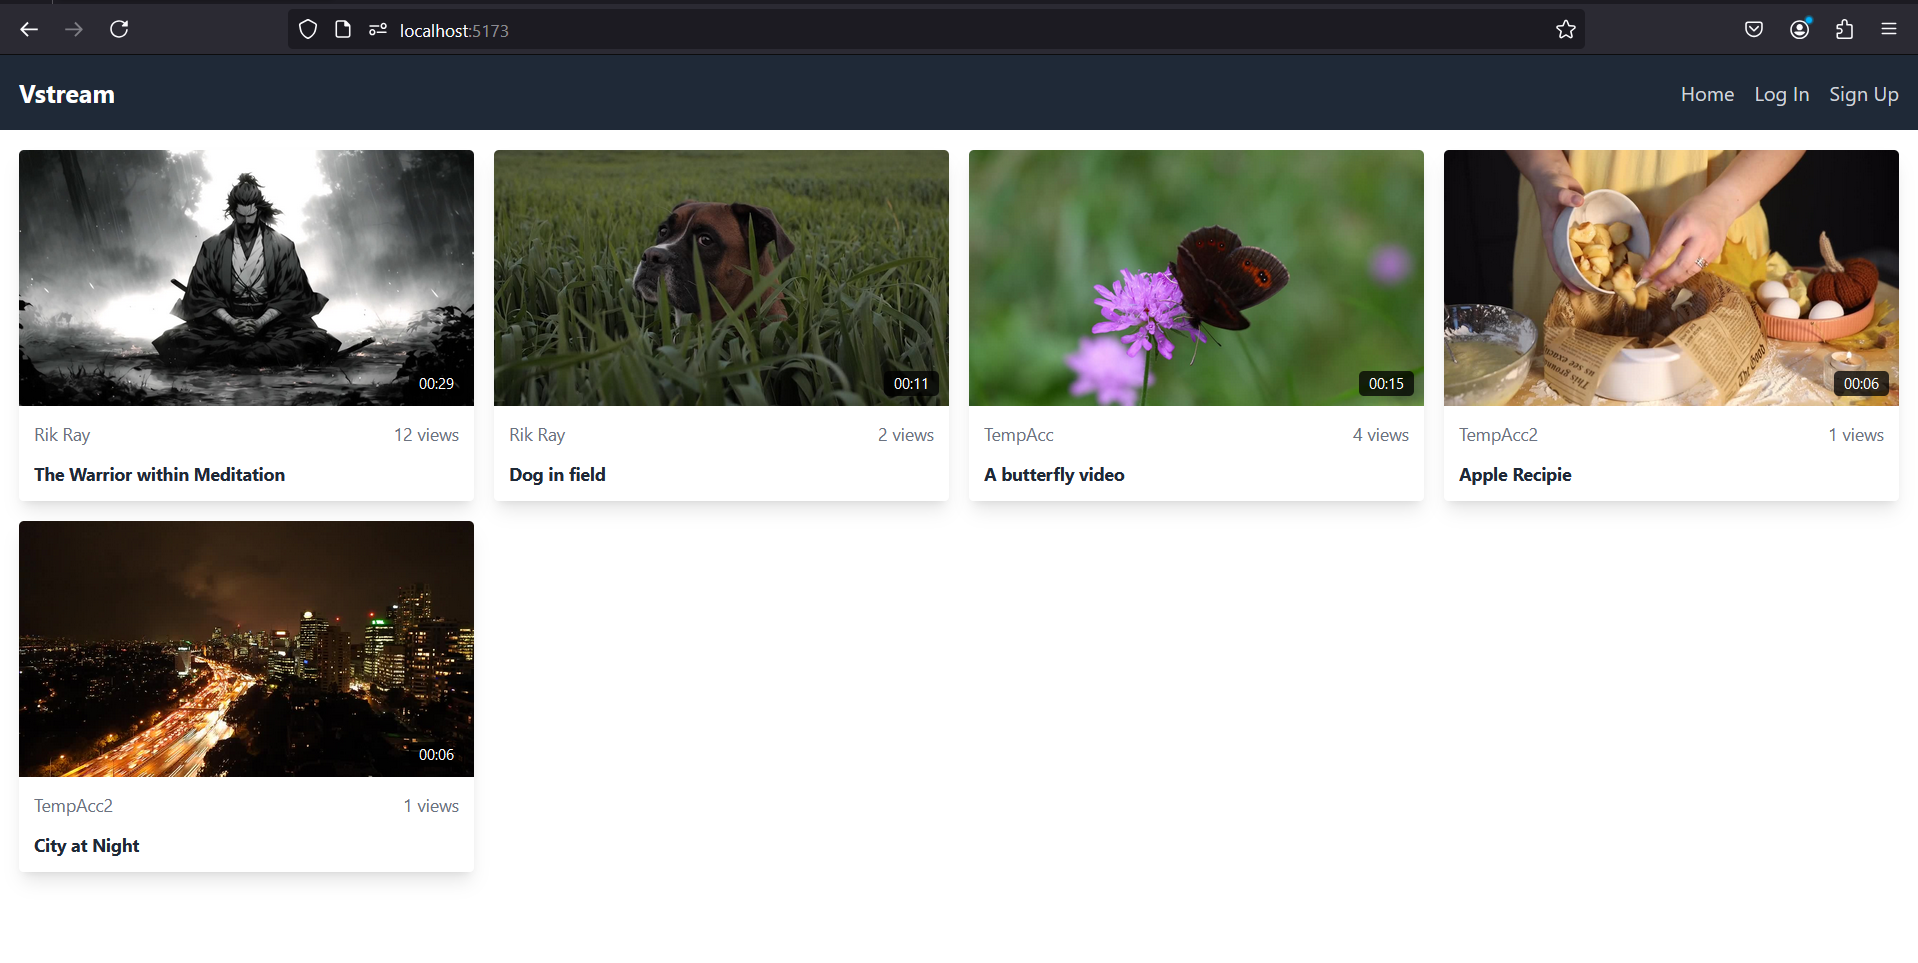 localhost:5173
Vstream
Home Log In Sign Up
00:29
00:11
00:15
00:06
Rik Ray 12 views
The Warrior within Meditation
Rik Ray 2 views
Dog in field
TempAcc 4 views
A butterfly video
TempAcc2 1 views
Apple Recipie
00:06
TempAcc2 1 views
City at Night